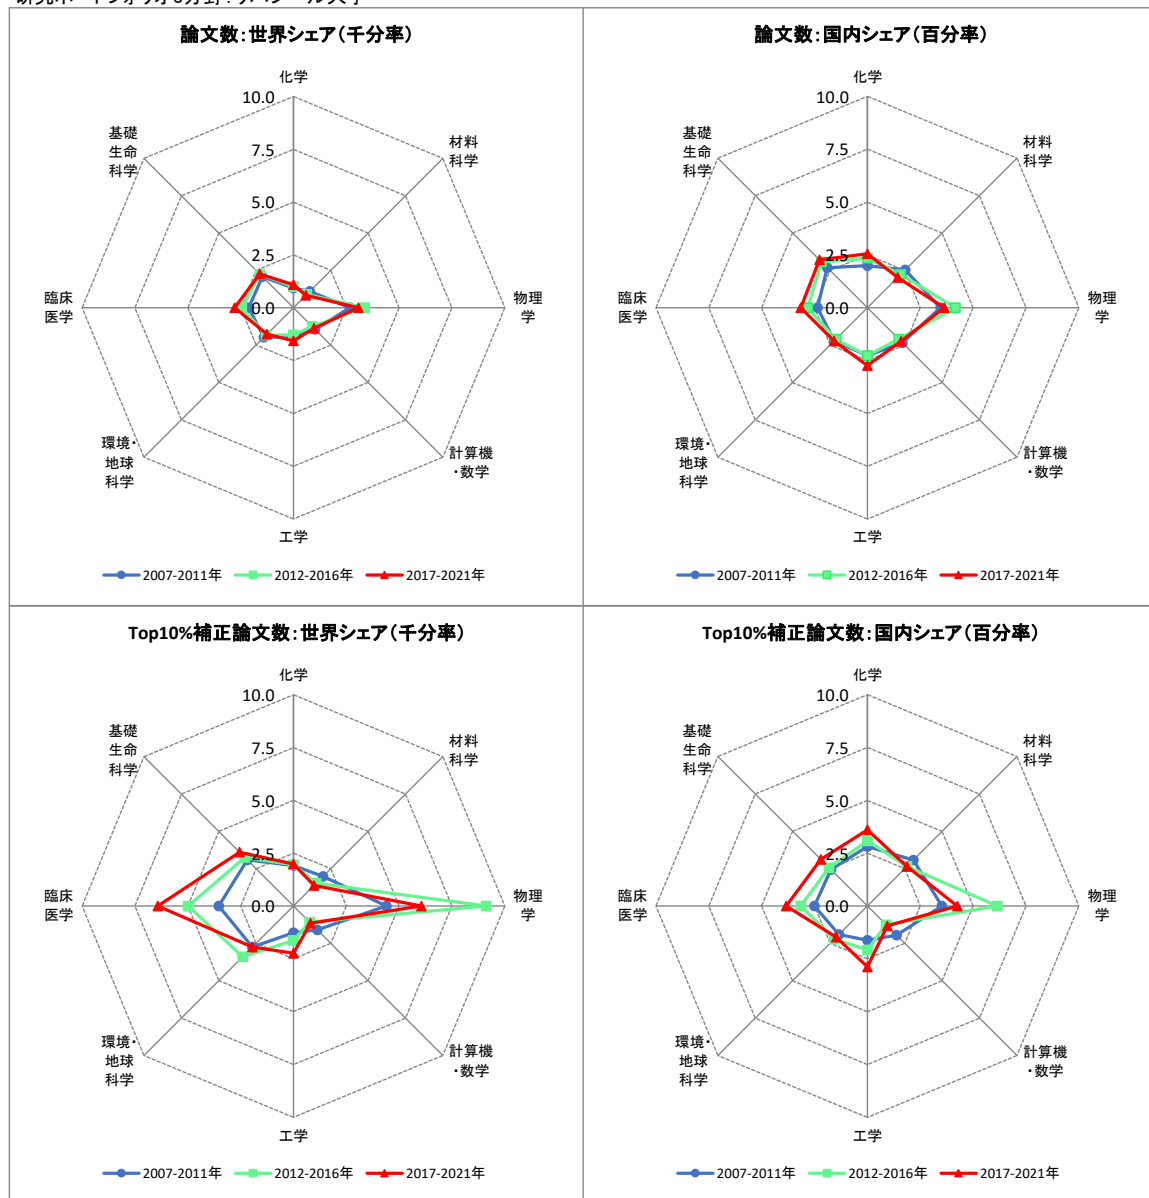 論文数:世界シェア(千分率)
化学
10.0
7.5
5.0
2.5
0.0
材料
科学
物理
学
計算機
・数学
工学
環境・
地球
科学
臨床
医学
基礎
生命
科学
2007-2011年
2012-2016年
2017-2021年
論文数:国内シェア(百分率)
化学
10.0
7.5
5.0
2.5
0.0
材料
科学
物理
学
計算機
・数学
工学
環境・
地球
科学
臨床
医学
基礎
生命
科学
2007-2011年
2012-2016年
2017-2021年
Top10%補正論文数:世界シェア(千分率)
化学
10.0
7.5
5.0
2.5
0.0
材料
科学
物理
学
計算機
・数学
工学
環境・
地球
科学
臨床
医学
基礎
生命
科学
2007-2011年
2012-2016年
2017-2021年
Top10%補正論文数:国内シェア(百分率)
化学
10.0
7.5
5.0
2.5
0.0
材料
科学
物理
学
計算機
・数学
工学
環境・
地球
科学
臨床
医学
基礎
生命
科学
2007-2011年
2012-2016年
2017-2021年